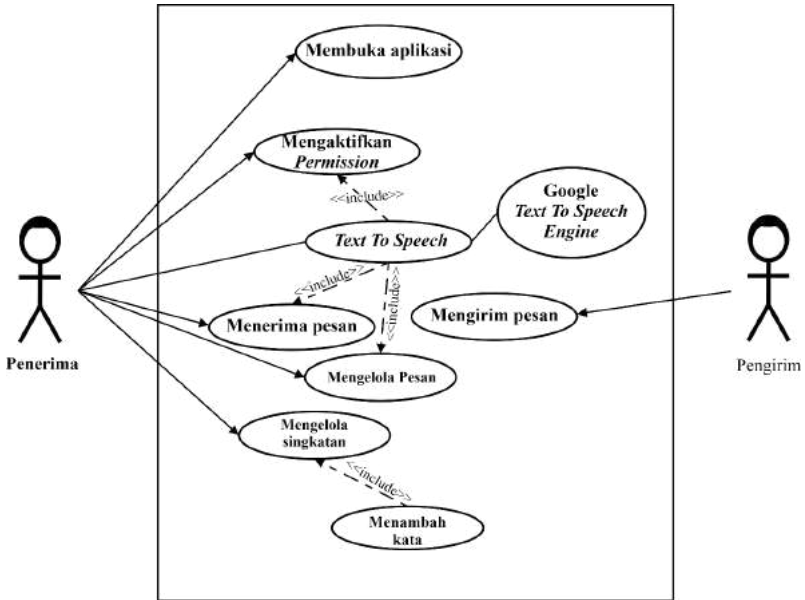 Membuka aplikasi
Mengaktifkan
Permission
<<include>>
Google
Text To Speech
Engine
Text To Speech
<<include>>
<<include>>
Menerima pesan
Mengirim pesan
Penerima
Pengirim
Mengelola Pesan
Mengelola
singkatan
<<include>>
Menambah
kata